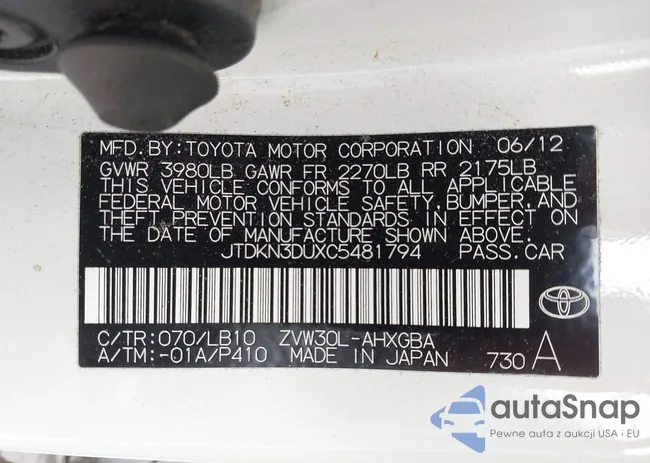 MFD.BY:TOYOTA MOTOR CORPORATION 06/12
GVWR 3980LB GAWR FR 2270LB RR 2175LB
THIS VEHICLE CONFORMS TO ALL APPLICABLE
FEDERAL MOTOR VEHICLE SAFETY,BUMPER,AND
THEFT PREVENTION STANDARDS IN EFFECT ON
THE DATE OF MANUFACTURE SHOWN ABOVE.
JTDKN3DUXC5481794 PASS.CAR
C/TR:070/LB10 ZVW30L-AHXGBA
A/TM:-01A/P410 MADE IN JAPAN 730 A
autoSnap
Pewne auta z aukcji USA i EU